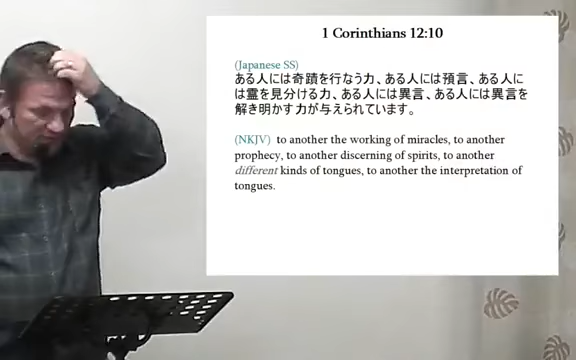 1 Corinthians 12:10
(Japanese SS)
ある人には奇蹟を行なう力、ある人には預言、ある人に
は霊を見分ける力、ある人には異言、ある人には異言を
解き明かす力が与えられています。
(NKJV) to another the working of miracles, to another
prophecy, to another discerning of spirits, to another
different kinds of tongues, to another the interpretation of
tongues.